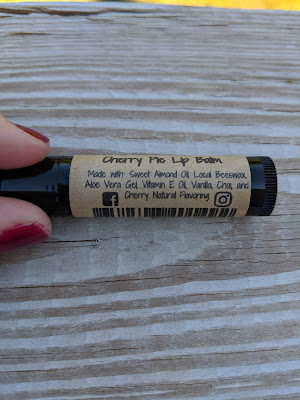 Cherry Pie Lip Balm
Made with Sweet Almond Oil, Local Beeswax,
Aloe Vera Gel, Vitamin E Oil, Vanilla, Chai, and
Cherry Natural Flavoring